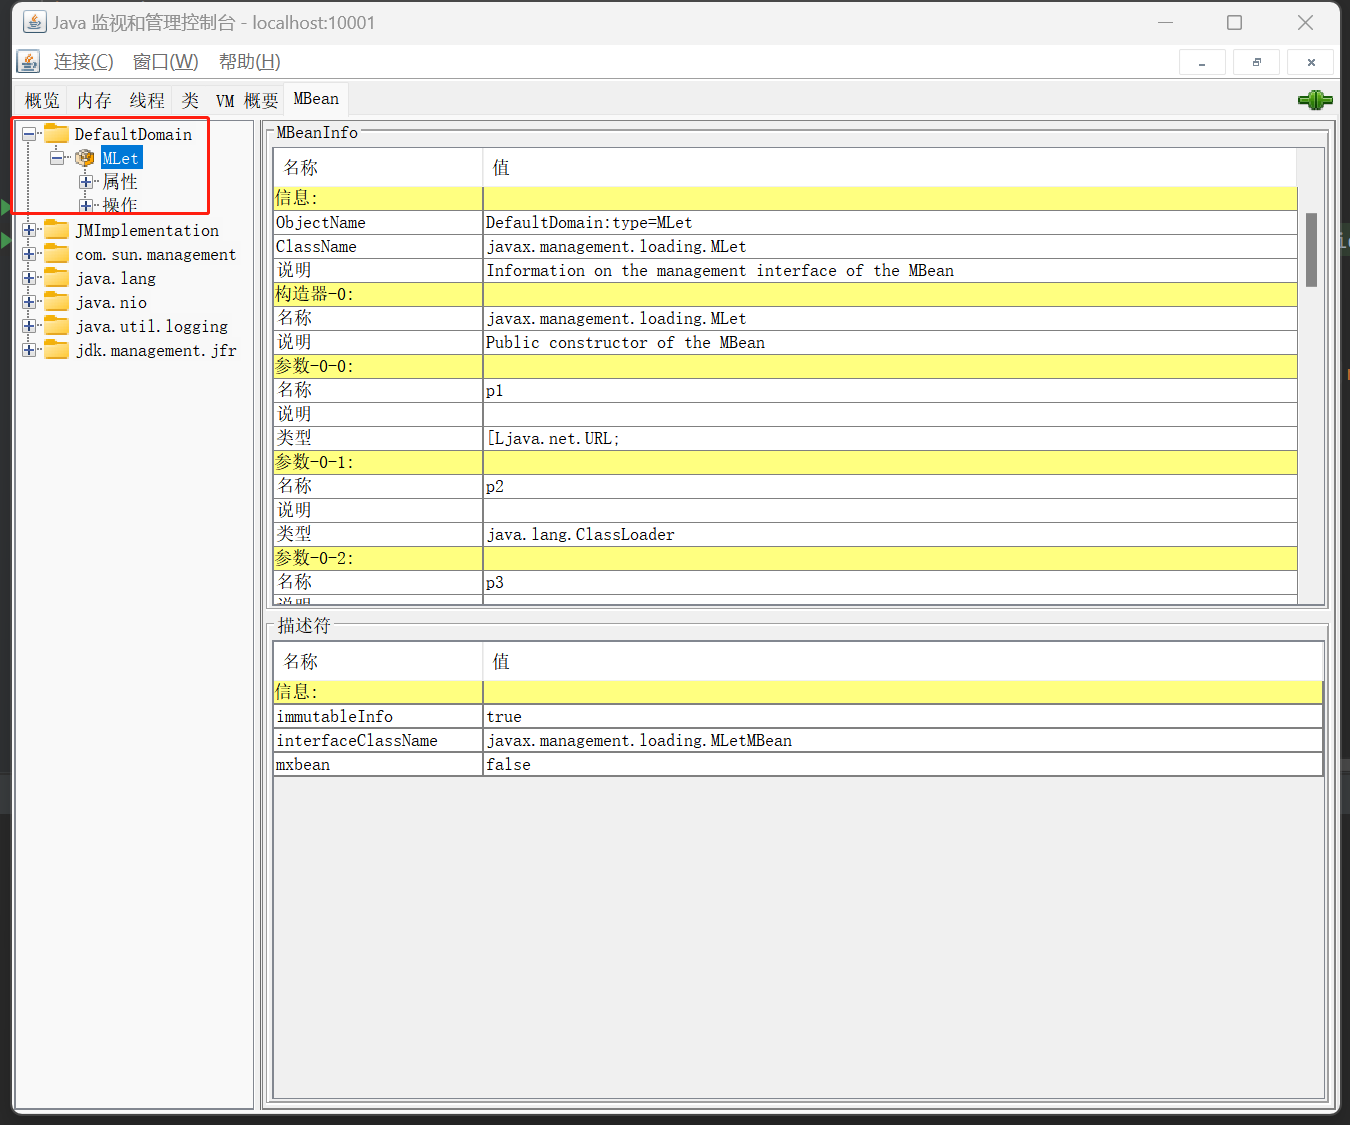 Java 监视和管理控制台 - localhost:10001
连接(C) 窗口(W) 帮助(H)
概览 内存 线程 类 VM 概要 MBean
DefaultDomain
MLet
属性
操作
JMImplementation
com.sun.management
java.lang
java.nio
java.util.logging
jdk.management.jfr
MBeanInfo
名称 值
信息:
ObjectName DefaultDomain:type=MLet
ClassName javax.management.loading.MLet
说明 Information on the management interface of the MBean
构造器-0:
名称 javax.management.loading.MLet
说明 Public constructor of the MBean
参数-0-0:
名称 p1
说明
类型 [Ljava.net.URL;
参数-0-1:
名称 p2
说明
类型 java.lang.ClassLoader
参数-0-2:
名称 p3
说明
描述符
名称 值
信息:
immutableInfo true
interfaceClassName javax.management.loading.MLetMBean
mxbean false